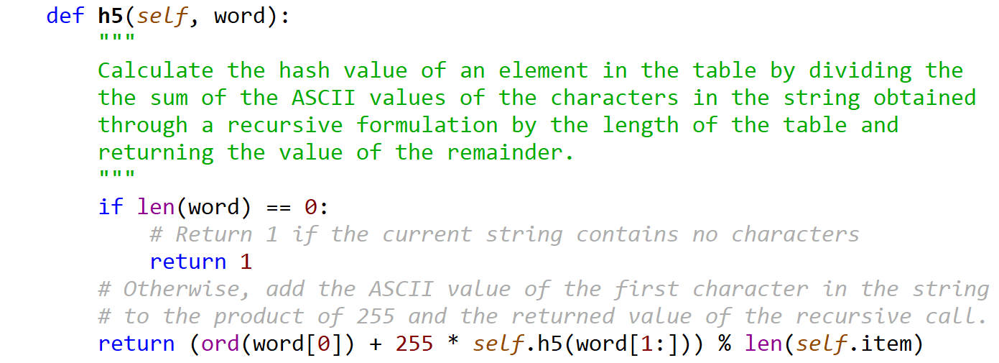 def h5(self, word):
"""
Calculate the hash value of an element in the table by dividing the
the sum of the ASCII values of the characters in the string obtained
through a recursive formulation by the length of the table and
returning the value of the remainder.
"""
if len(word) == 0:
# Return 1 if the current string contains no characters
return 1
# Otherwise, add the ASCII value of the first character in the string
# to the product of 255 and the returned value of the recursive call.
return (ord(word[0]) + 255 * self.h5(word[1:])) % len(self.item)